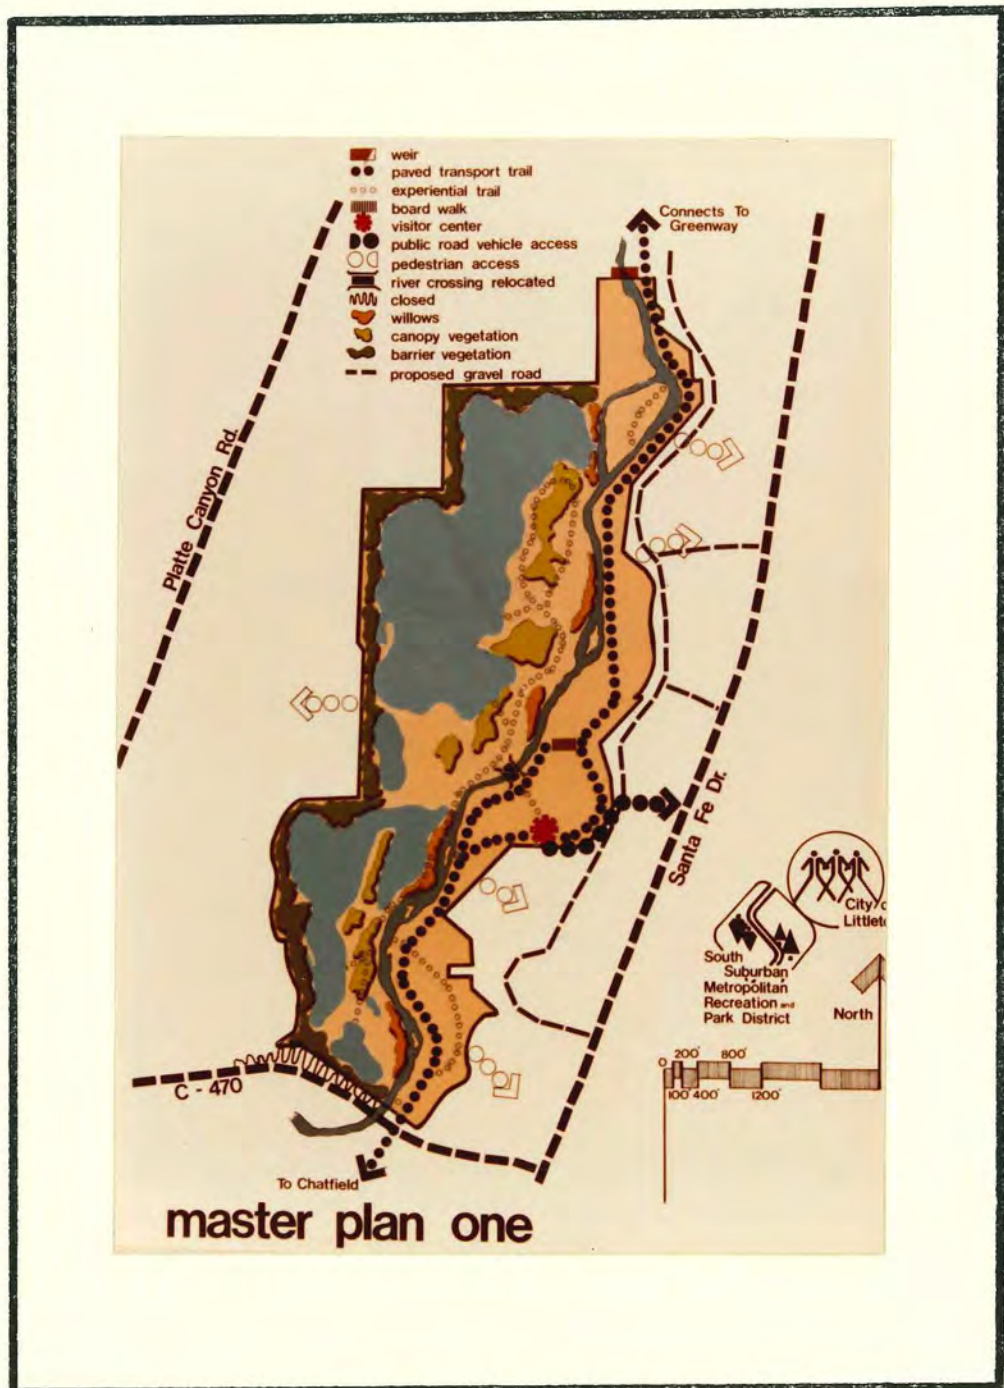 weir
paved transport trail
experiential trail
board walk
visitor center
public road vehicle access
pedestrian access
river crossing relocated
closed
willows
canopy vegetation
barrier vegetation
proposed gravel road
Connects To
Greenway
Platte Canyon Rd.
Santa Fe Dr.
City o
Littleto
South
Suburban
Metropolitan
Recreation and
Park District
North
0 200' 800'
100' 400' 1200'
C - 470
To Chatfield
master plan one